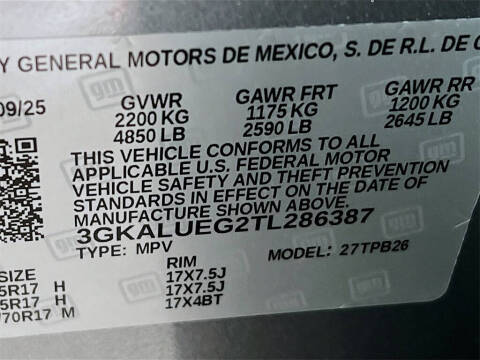 Y GENERAL MOTORS DE MEXICO, S. DE R.L. DE C
09/25 GVWR GAWR FRT GAWR RR
2200 KG 1175 KG 1200 KG
4850 LB 2590 LB 2645 LB
THIS VEHICLE CONFORMS TO ALL
APPLICABLE U.S. FEDERAL MOTOR
VEHICLE SAFETY AND THEFT PREVENTION
STANDARDS IN EFFECT ON THE DATE OF
MANUFACTURE SHOWN ABOVE.
3GKALUEG2TL286387
TYPE: MPV MODEL: 27TPB26
SIZE RIM
5R17 H 17X7.5J
5R17 H 17X7.5J
/70R17 M 17X4BT